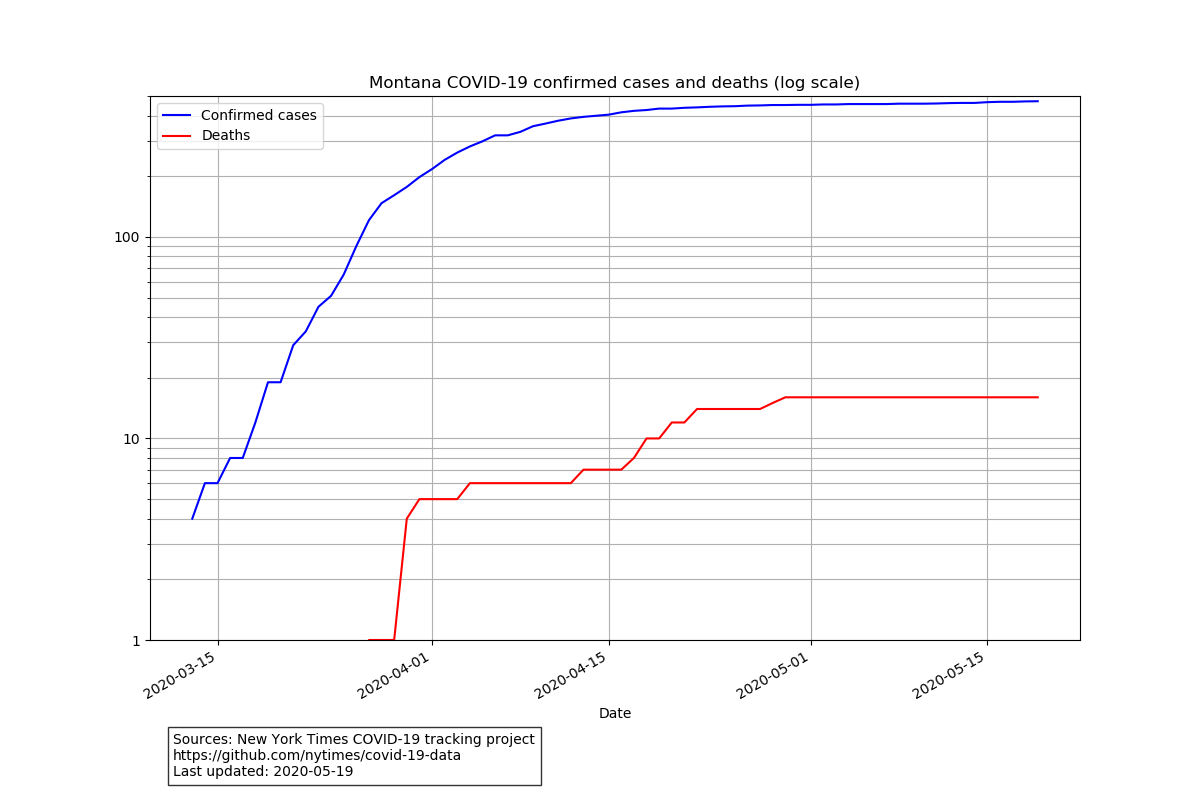 Montana COVID-19 confirmed cases and deaths (log scale)
Confirmed cases
Deaths
100
10
1
2020-03-15
2020-04-01
2020-04-15
2020-05-01
2020-05-15
Date
Sources: New York Times COVID-19 tracking project
https://github.com/nytimes/covid-19-data
Last updated: 2020-05-19